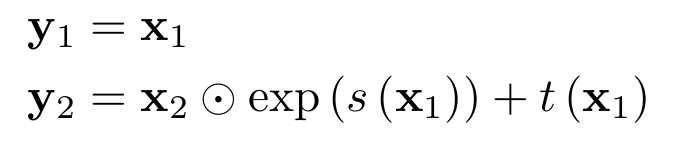 y₁ = x₁
y₂ = x₂ ⊙ exp (s (x₁)) + t (x₁)